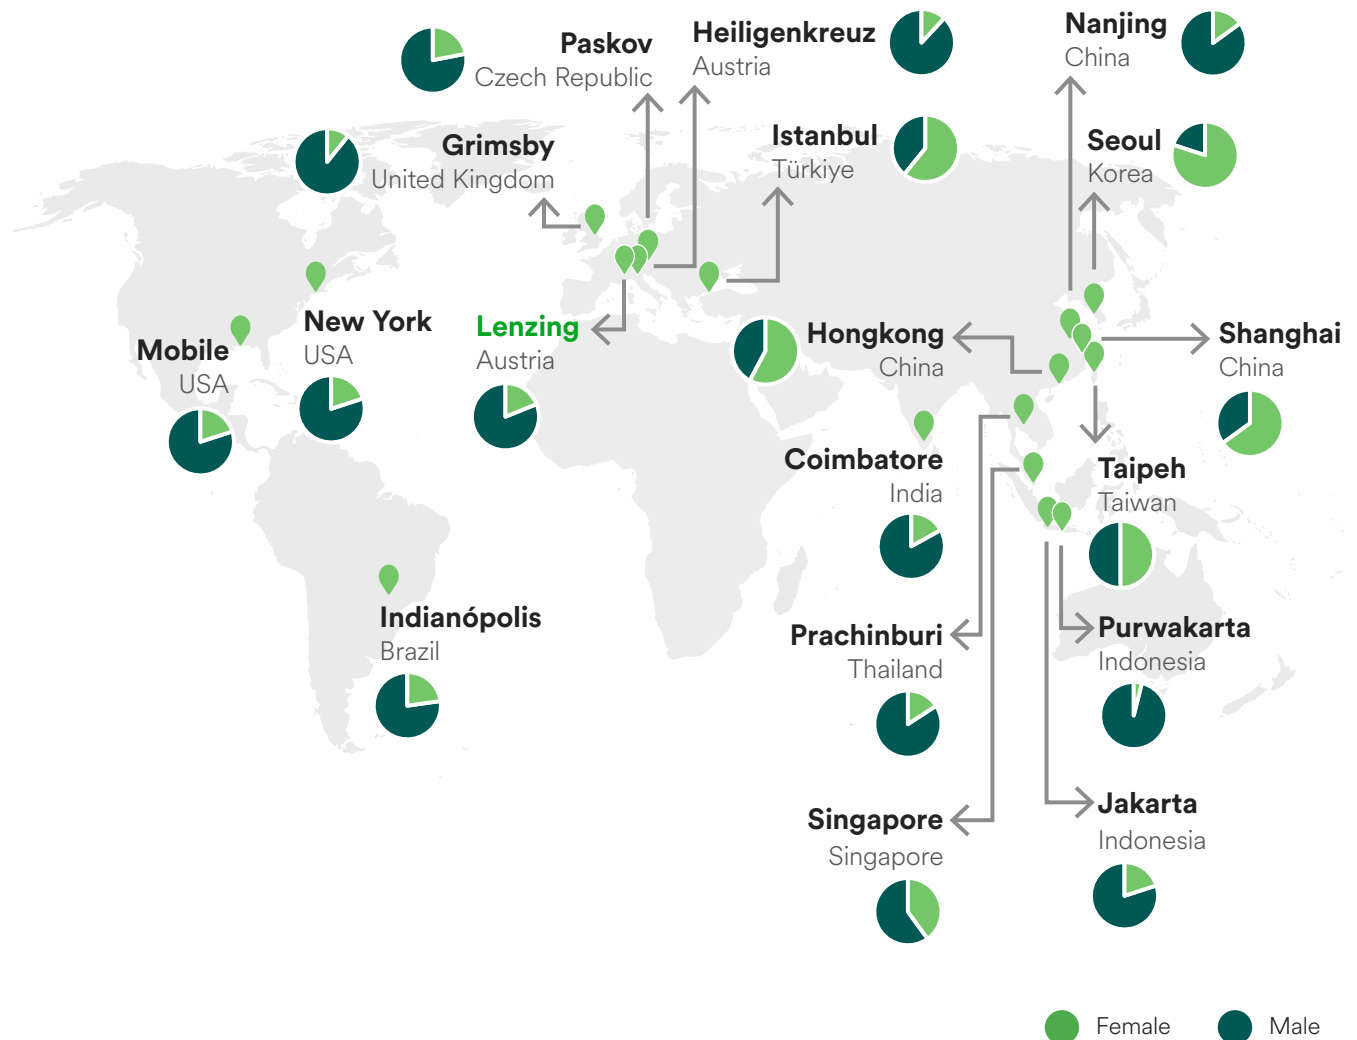 Paskov
Czech Republic
Heiligenkreuz
Austria
Nanjing
China
Grimsby
United Kingdom
Istanbul
Türkiye
Seoul
Korea
Mobile
USA
New York
USA
Lenzing
Austria
Hongkong
China
Shanghai
China
Coimbatore
India
Taipeh
Taiwan
Indianópolis
Brazil
Prachinburi
Thailand
Purwakarta
Indonesia
Singapore
Singapore
Jakarta
Indonesia
Female
Male